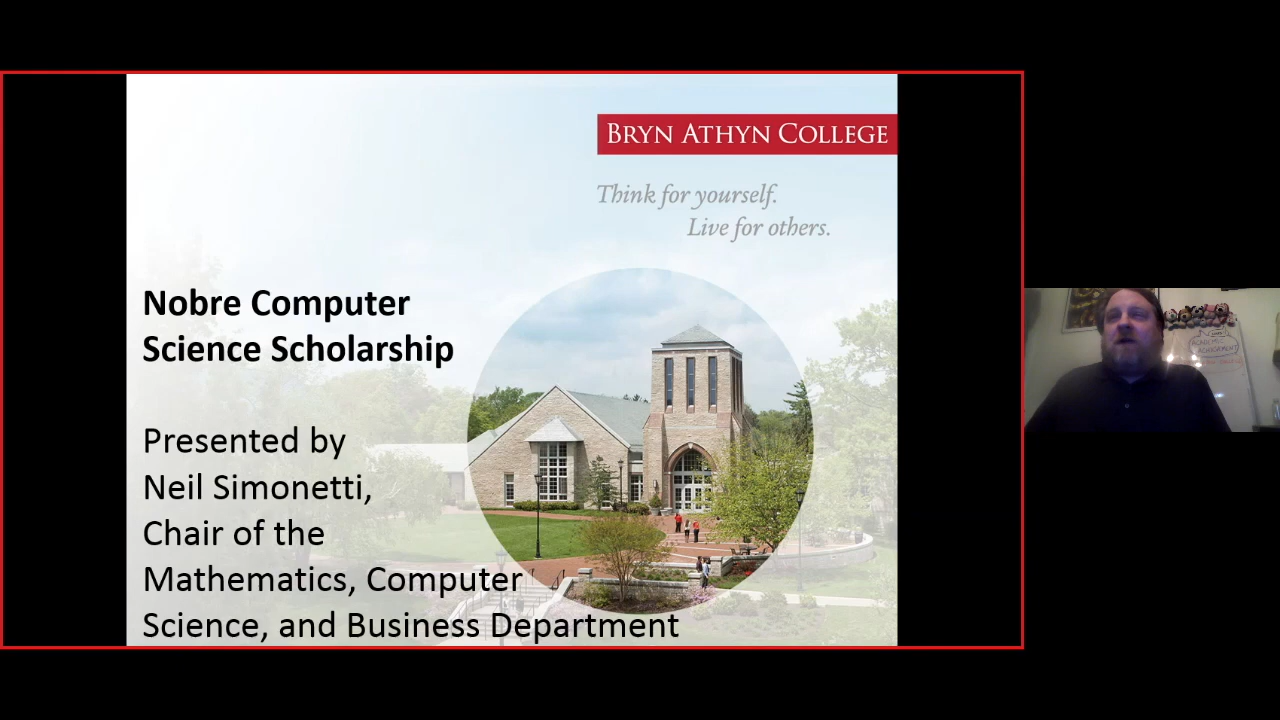 BRYN ATHYN COLLEGE
Think for yourself.
Live for others.
Nobre Computer
Science Scholarship
Presented by
Neil Simonetti,
Chair of the
Mathematics, Computer
Science, and Business Department
ACADEMIC